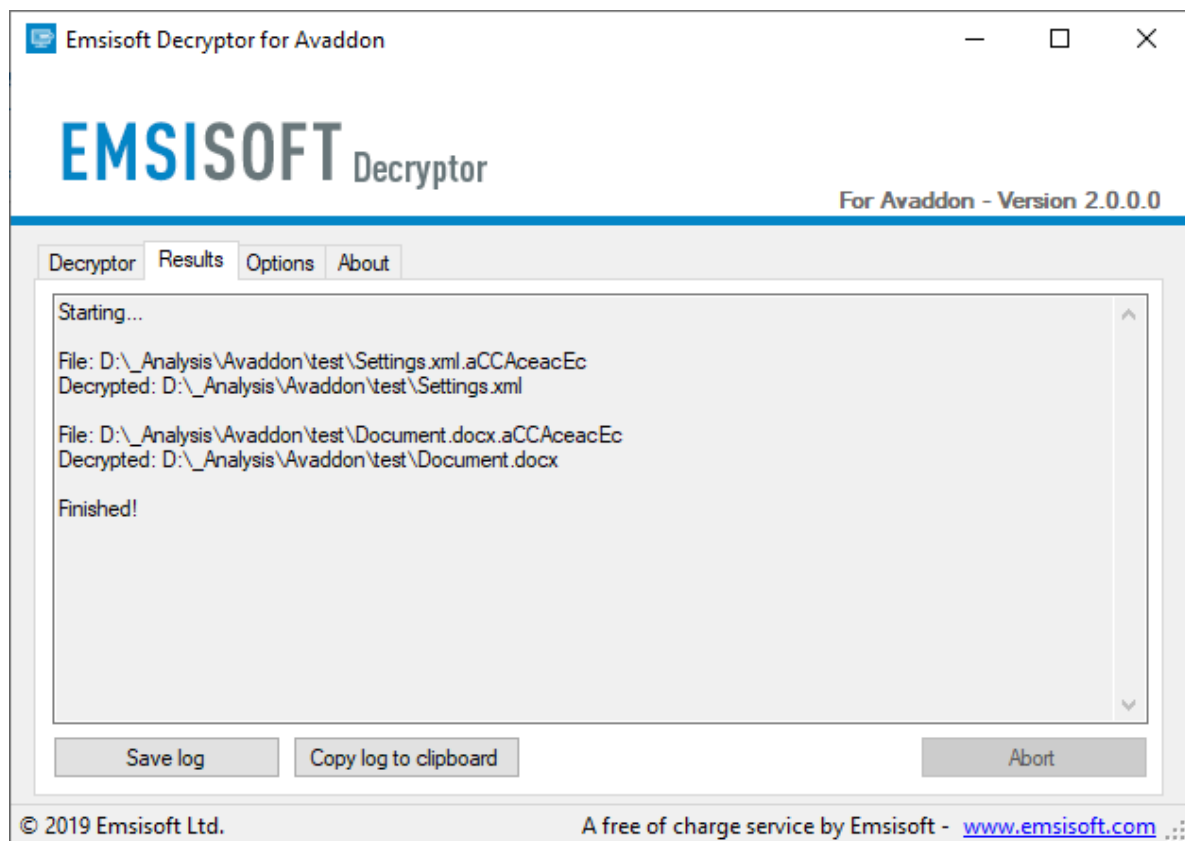 Emsisoft Decryptor for Avaddon
EMSISOFT Decryptor
For Avaddon - Version 2.0.0.0
Decryptor Results Options About
Starting...
File: D:\_Analysis\Avaddon\test\Settings.xml.aCCAceacEc
Decrypted: D:\_Analysis\Avaddon\test\Settings.xml
File: D:\_Analysis\Avaddon\test\Document.docx.aCCAceacEc
Decrypted: D:\_Analysis\Avaddon\test\Document.docx
Finished!
Save log Copy log to clipboard Abort
© 2019 Emsisoft Ltd. A free of charge service by Emsisoft - www.emsisoft.com